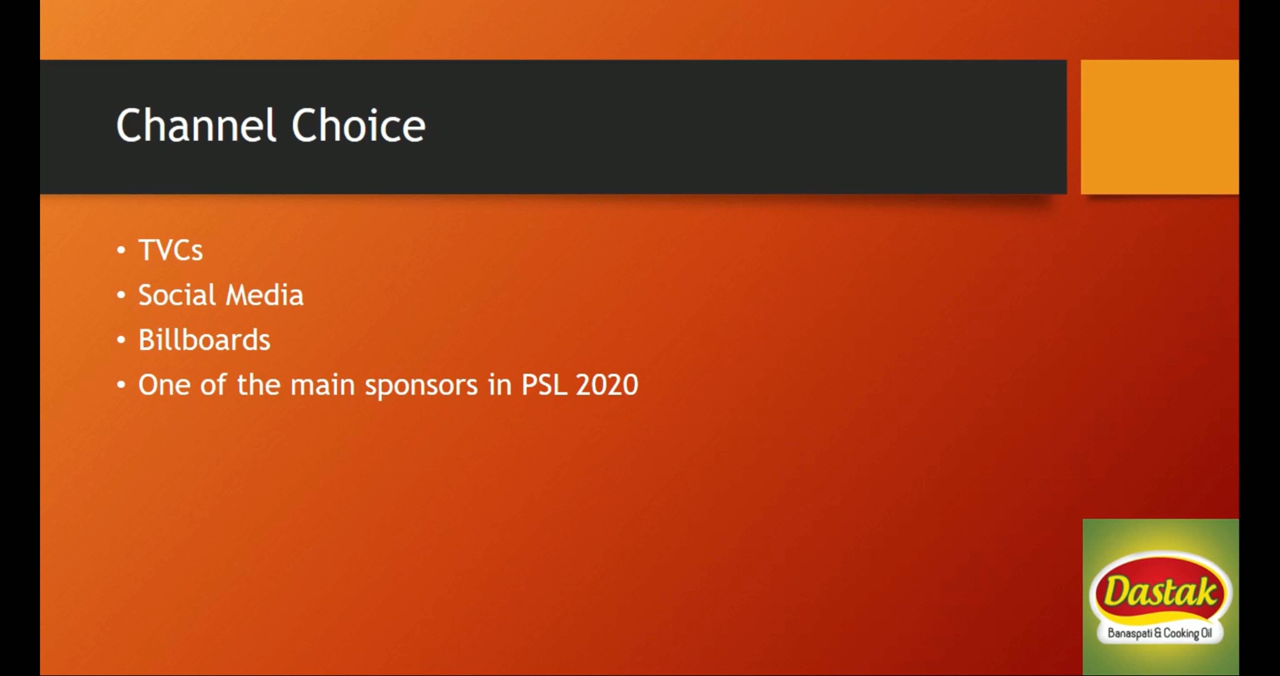 Channel Choice
• TVCs
• Social Media
• Billboards
• One of the main sponsors in PSL 2020
Dastak
Banaspati & Cooking Oil